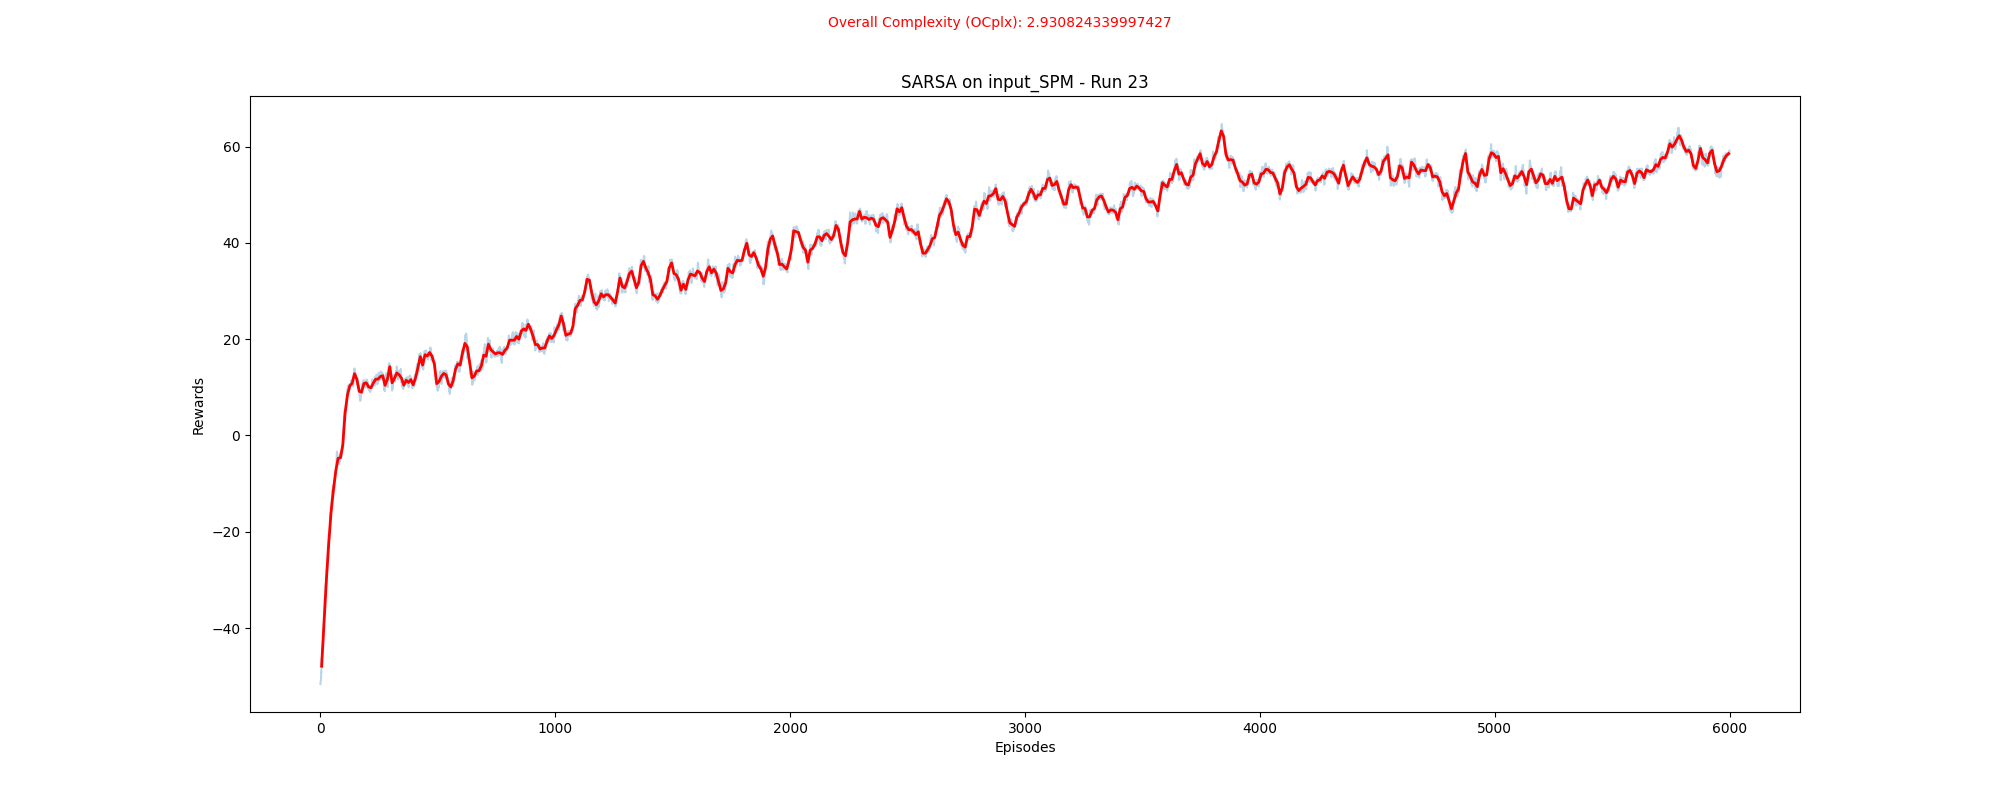 Overall Complexity (OCplx): 2.930824339997427
SARSA on input_SPM - Run 23
Rewards
60
40
20
0
−20
−40
0 1000 2000 3000 4000 5000 6000
Episodes